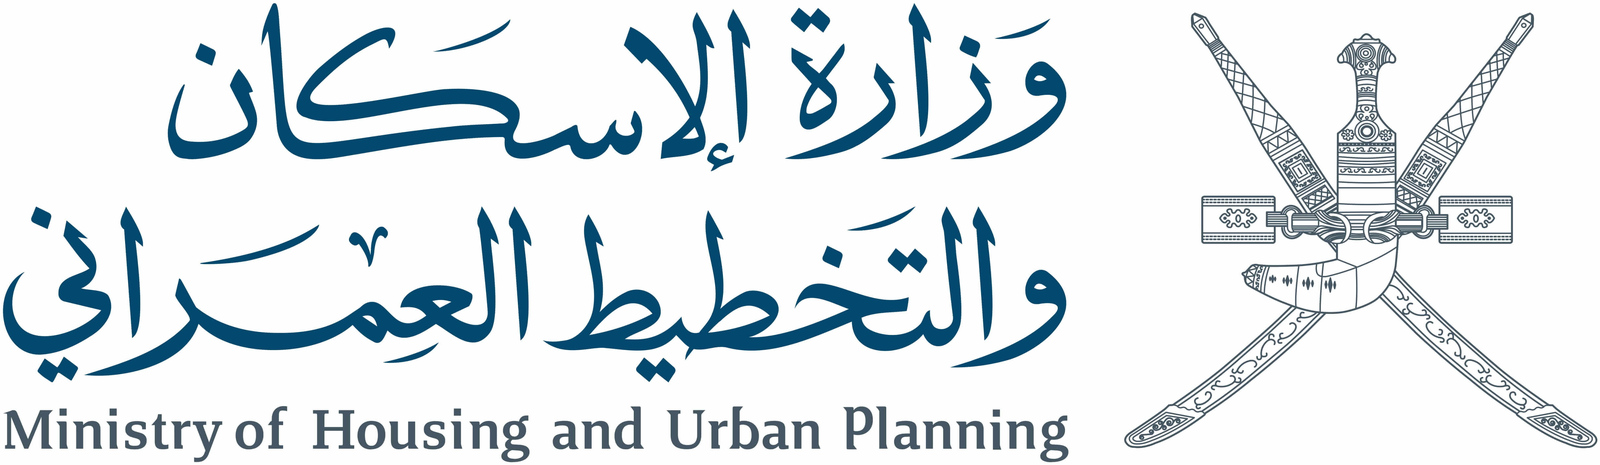 وزارة الإسكان
والتخطيط العمراني
Ministry of Housing and Urban Planning